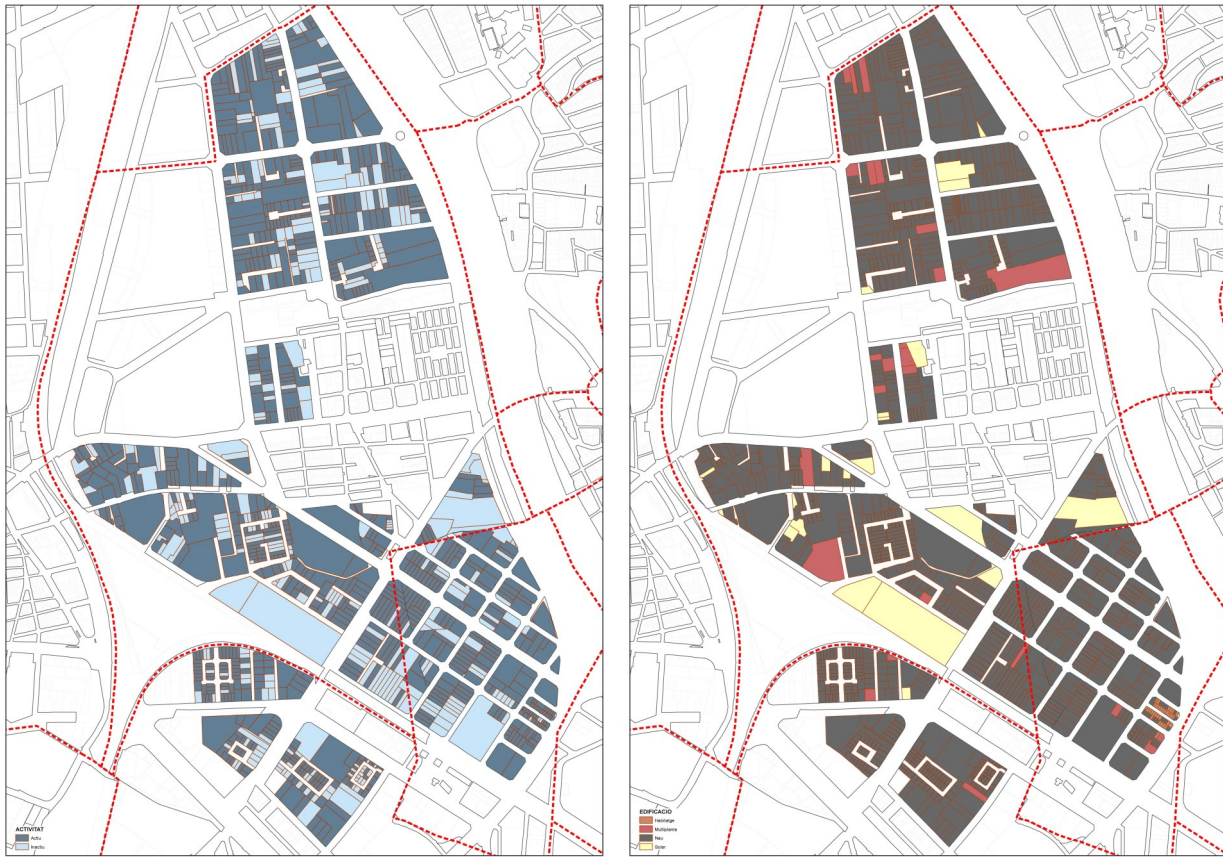 ACTIVITAT
Actiu
Inactiu
EDIFICACIO
Habitatge
Multiplanta
Nau
Solar